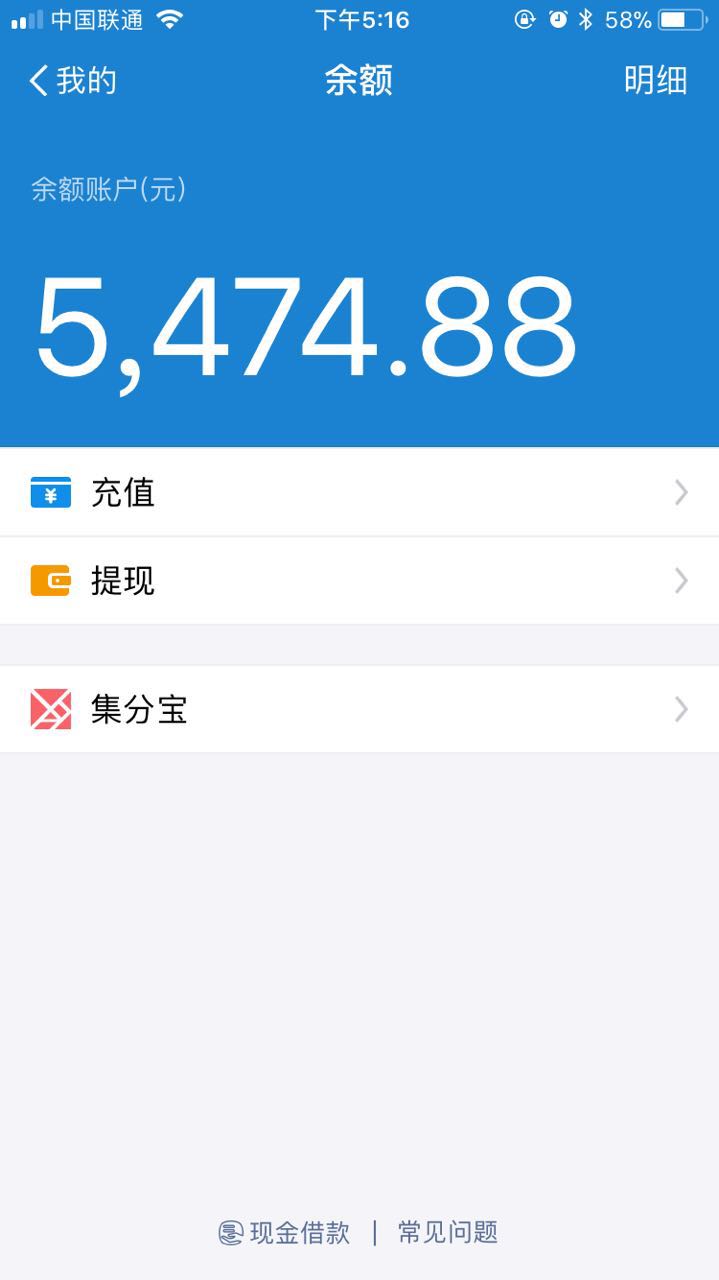 中国联通 下午5:16 58%
我的 余额 明细
余额账户(元)
5,474.88
¥ 充值
提现
集分宝
现金借款 | 常见问题